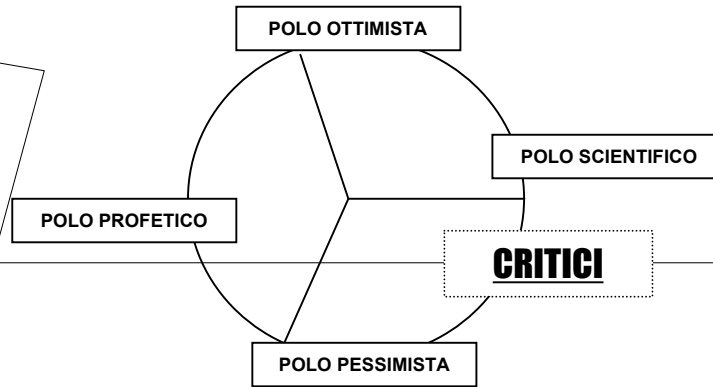 POLO OTTIMISTA
POLO SCIENTIFICO
POLO PROFETICO
CRITICI
POLO PESSIMISTA